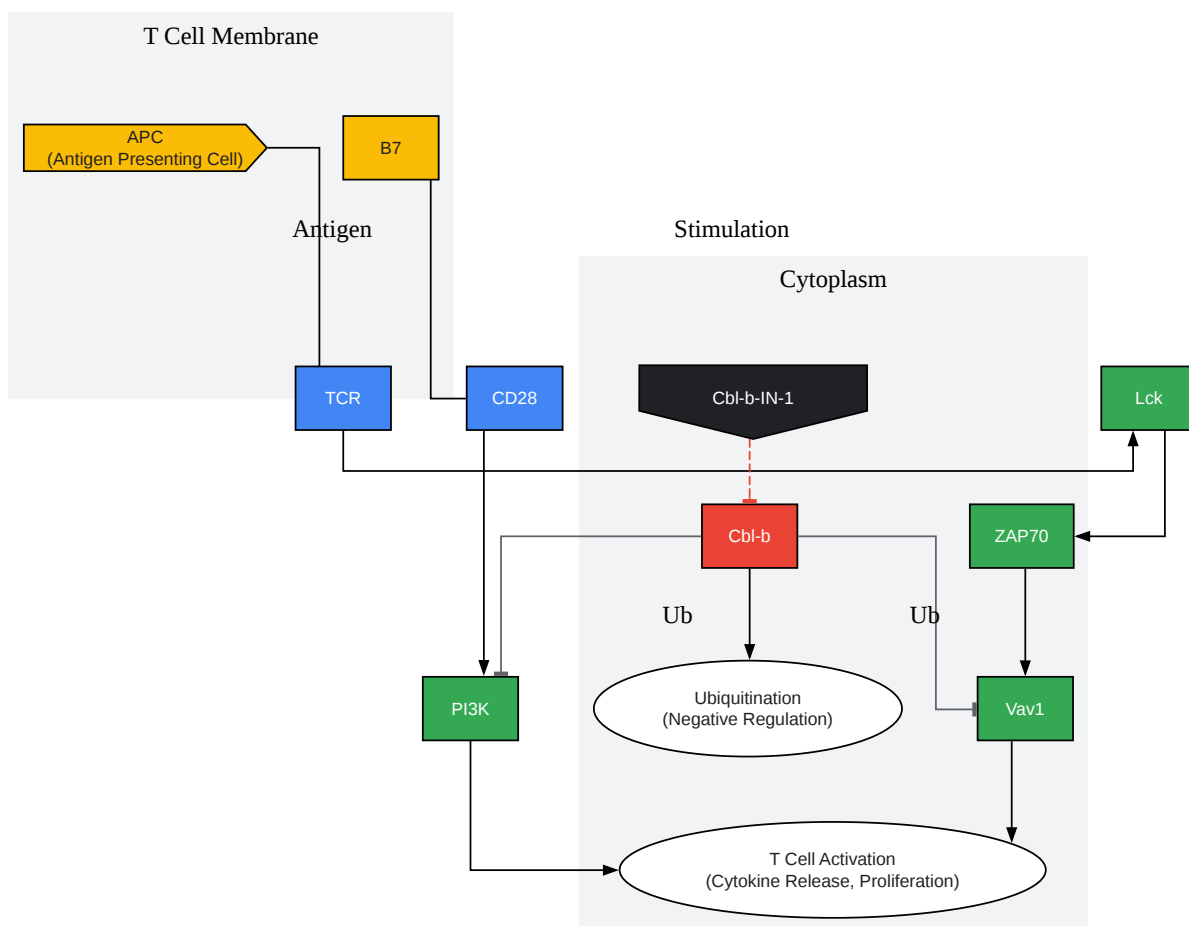 T Cell Membrane
APC
(Antigen Presenting Cell)
B7
Antigen
Stimulation
Cytoplasm
TCR
CD28
Cbl-b-IN-1
Lck
Cbl-b
ZAP70
Ub
Ub
PI3K
Ubiquitination
(Negative Regulation)
Vav1
T Cell Activation
(Cytokine Release, Proliferation)